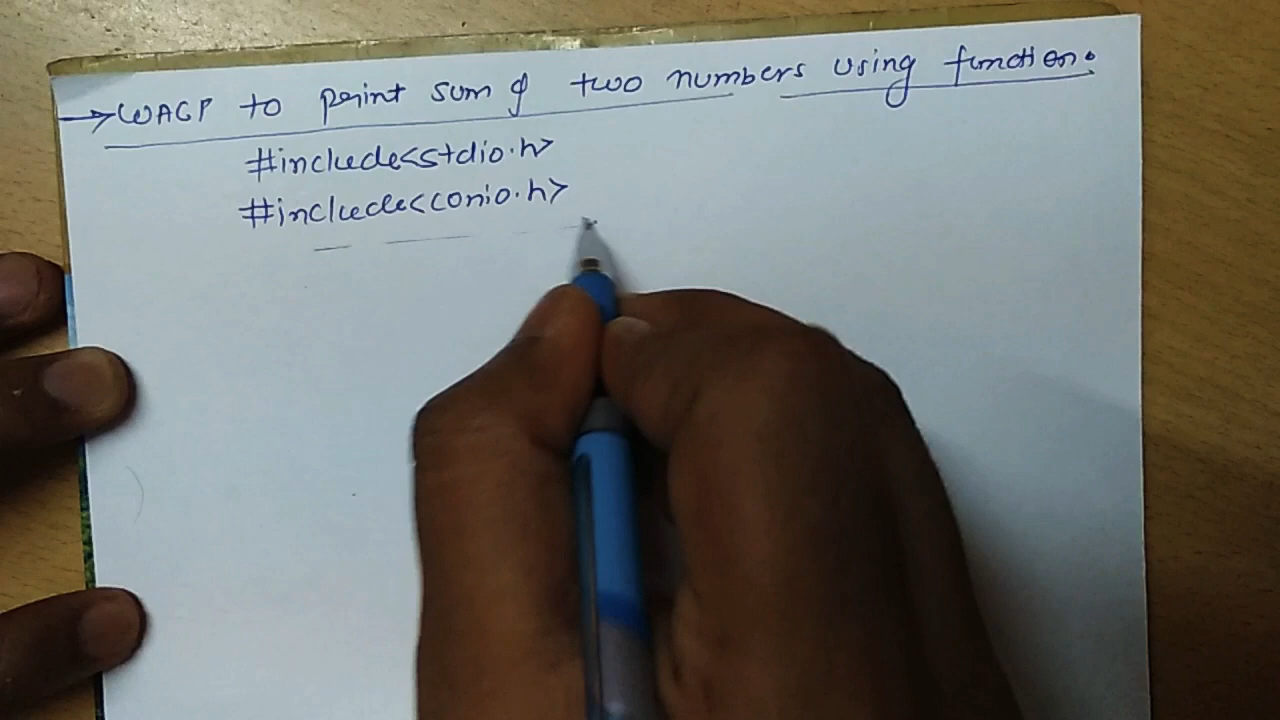 →WACP to print sum of two numbers using function.
#include<stdio.h>
#include<conio.h>